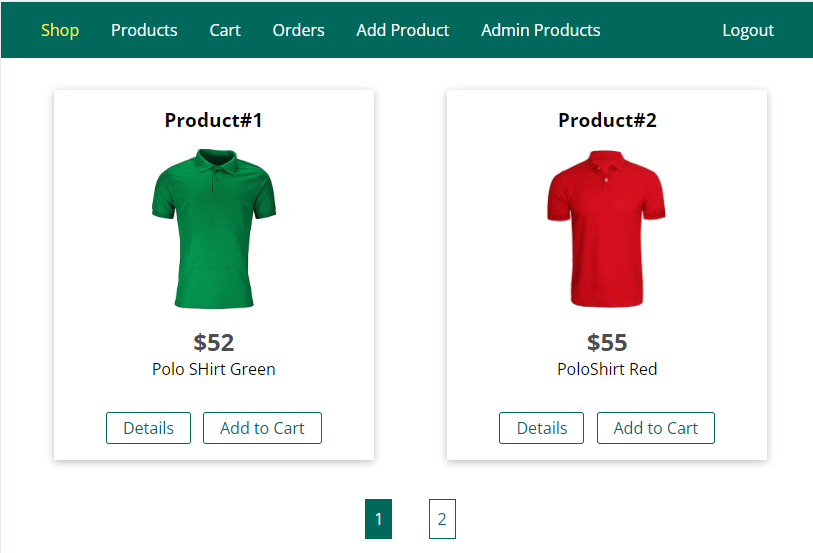 Shop Products Cart Orders Add Product Admin Products Logout
Product#1
$52
Polo SHirt Green
Details Add to Cart
Product#2
$55
PoloShirt Red
Details Add to Cart
1 2